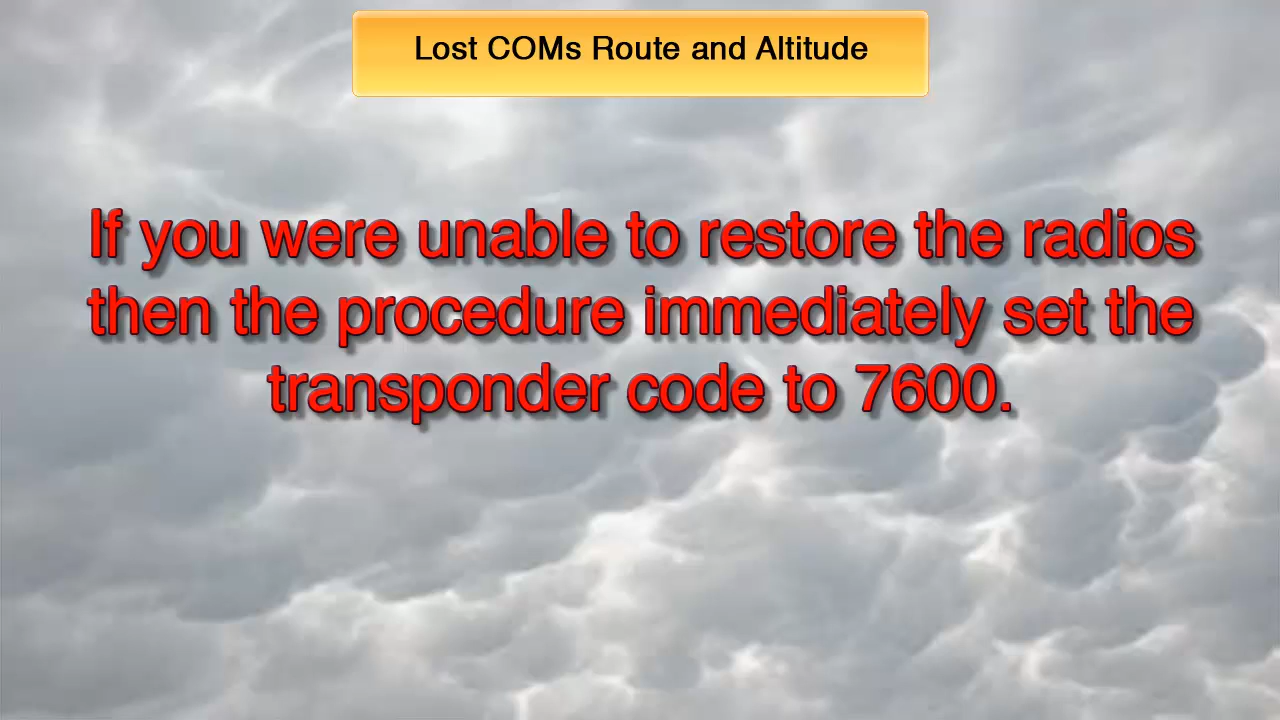 Lost COMs Route and Altitude
If you were unable to restore the radios
then the procedure immediately set the
transponder code to 7600.